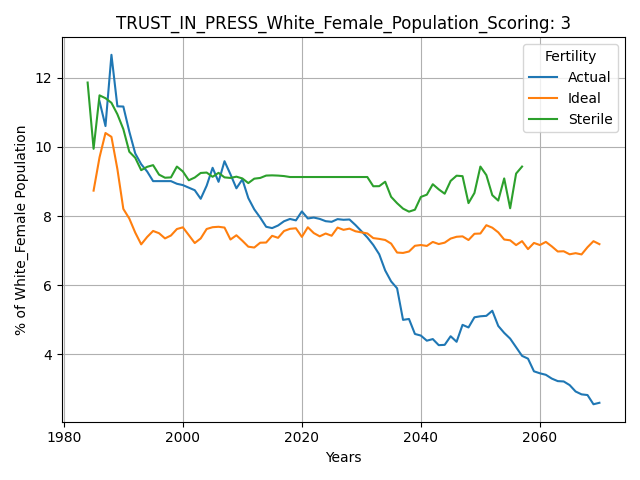 TRUST_IN_PRESS_White_Female_Population_Scoring: 3
Fertility
Actual
Ideal
Sterile
% of White_Female Population
12
10
8
6
4
1980 2000 2020 2040 2060
Years